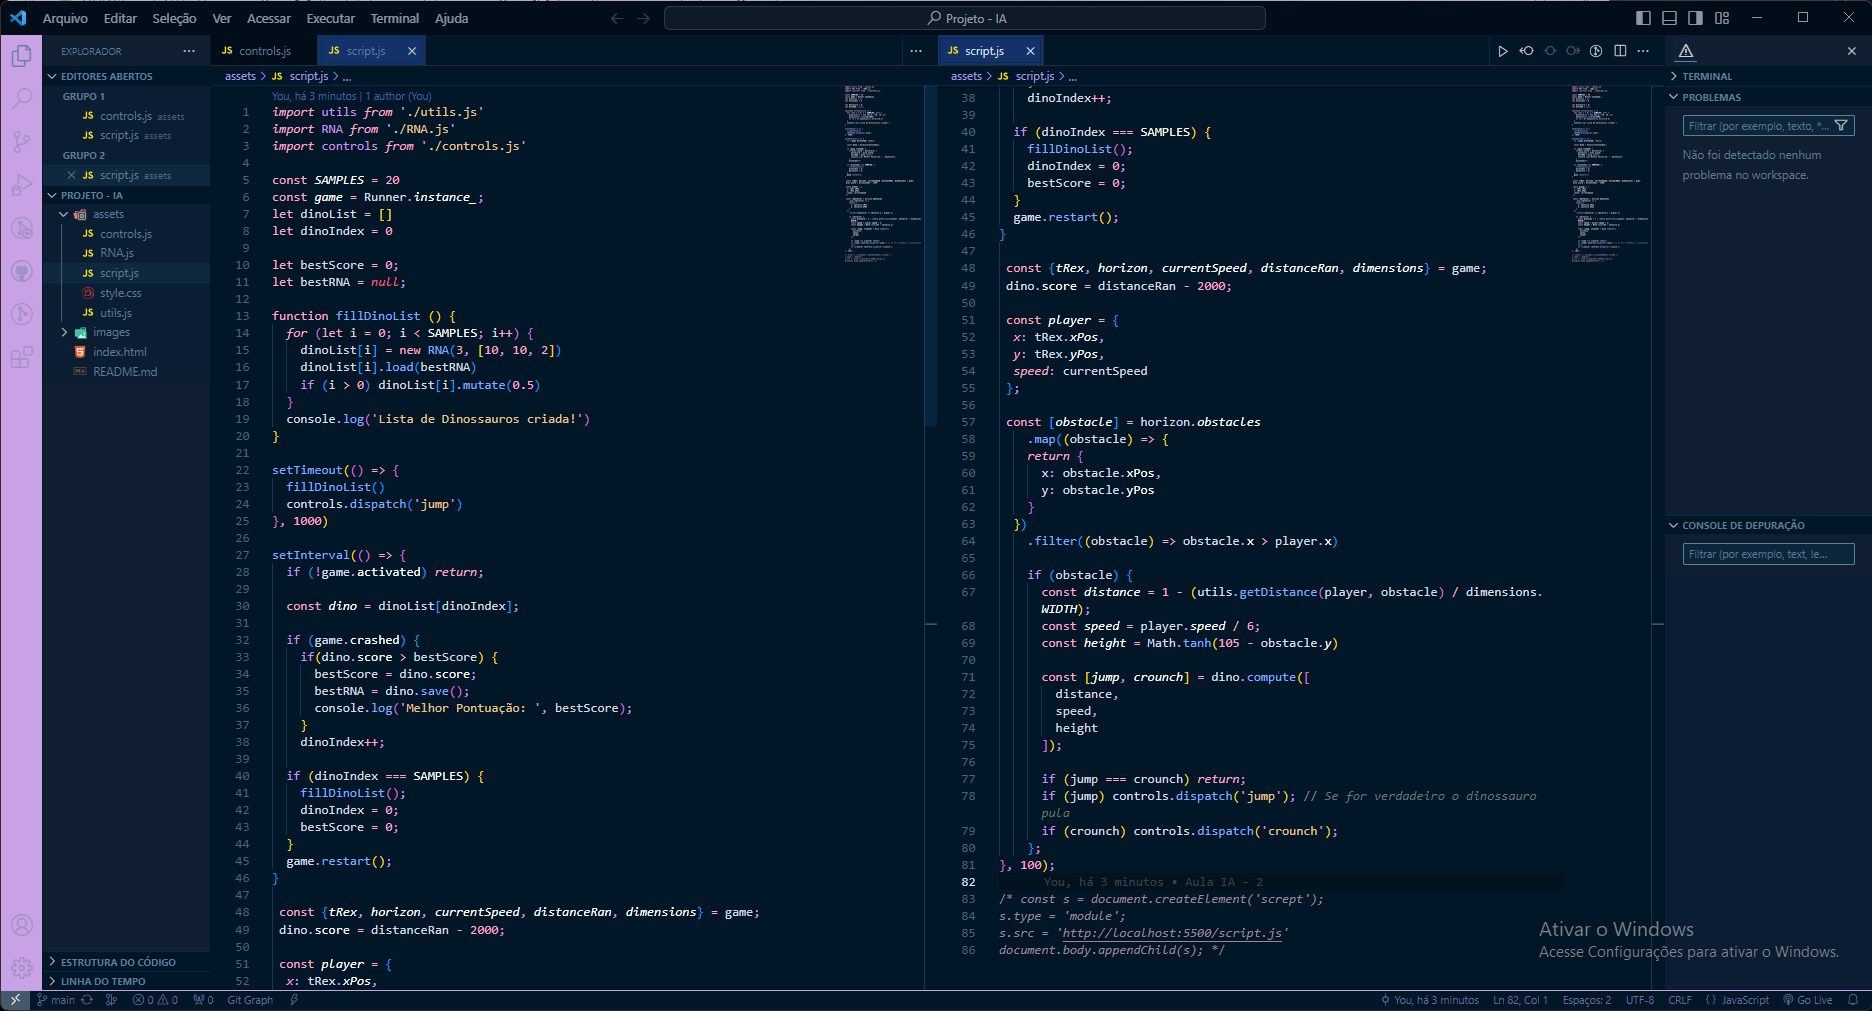 Arquivo Editar Seleção Ver Acessar Executar Terminal Ajuda
Projeto - IA
EXPLORADOR
EDITORES ABERTOS
GRUPO 1
JS controls.js assets
JS script.js assets
GRUPO 2
JS script.js assets
PROJETO - IA
assets
JS controls.js
JS RNA.js
JS script.js
style.css
JS utils.js
images
index.html
README.md
ESTRUTURA DO CÓDIGO
LINHA DO TEMPO
JS controls.js
JS script.js
assets > JS script.js > ...
You, há 3 minutos | 1 author (You)
1 import utils from './utils.js'
2 import RNA from './RNA.js'
3 import controls from './controls.js'
4
5 const SAMPLES = 20
6 const game = Runner.instance_;
7 let dinoList = []
8 let dinoIndex = 0
9
10 let bestScore = 0;
11 let bestRNA = null;
12
13 function fillDinoList () {
14 for (let i = 0; i < SAMPLES; i++) {
15 dinoList[i] = new RNA(3, [10, 10, 2])
16 dinoList[i].load(bestRNA)
17 if (i > 0) dinoList[i].mutate(0.5)
18 }
19 console.log('Lista de Dinossauros criada!')
20 }
21
22 setTimeout(() => {
23 fillDinoList()
24 controls.dispatch('jump')
25 }, 1000)
26
27 setInterval(() => {
28 if (!game.activated) return;
29
30 const dino = dinoList[dinoIndex];
31
32 if (game.crashed) {
33 if(dino.score > bestScore) {
34 bestScore = dino.score;
35 bestRNA = dino.save();
36 console.log('Melhor Pontuação: ', bestScore);
37 }
38 dinoIndex++;
39
40 if (dinoIndex === SAMPLES) {
41 fillDinoList();
42 dinoIndex = 0;
43 bestScore = 0;
44 }
45 game.restart();
46 }
47
48 const {tRex, horizon, currentSpeed, distanceRan, dimensions} = game;
49 dino.score = distanceRan - 2000;
50
51 const player = {
52 x: tRex.xPos,
JS script.js
assets > JS script.js > ...
38 dinoIndex++;
39
40 if (dinoIndex === SAMPLES) {
41 fillDinoList();
42 dinoIndex = 0;
43 bestScore = 0;
44 }
45 game.restart();
46 }
47
48 const {tRex, horizon, currentSpeed, distanceRan, dimensions} = game;
49 dino.score = distanceRan - 2000;
50
51 const player = {
52 x: tRex.xPos,
53 y: tRex.yPos,
54 speed: currentSpeed
55 };
56
57 const [obstacle] = horizon.obstacles
58 .map((obstacle) => {
59 return {
60 x: obstacle.xPos,
61 y: obstacle.yPos
62 }
63 })
64 .filter((obstacle) => obstacle.x > player.x)
65
66 if (obstacle) {
67 const distance = 1 - (utils.getDistance(player, obstacle) / dimensions.
WIDTH);
68 const speed = player.speed / 6;
69 const height = Math.tanh(105 - obstacle.y)
70
71 const [jump, crounch] = dino.compute([
72 distance,
73 speed,
74 height
75 ]);
76
77 if (jump === crounch) return;
78 if (jump) controls.dispatch('jump'); // Se for verdadeiro o dinossauro
pula
79 if (crounch) controls.dispatch('crounch');
80 };
81 }, 100);
82 You, há 3 minutos • Aula IA - 2
83 /* const s = document.createElement('scrept');
84 s.type = 'module';
85 s.src = 'http://localhost:5500/script.js'
86 document.body.appendChild(s); */
TERMINAL
PROBLEMAS
Filtrar (por exemplo, texto, *...
Não foi detectado nenhum
problema no workspace.
CONSOLE DE DEPURAÇÃO
Filtrar (por exemplo, text, !e...
Ativar o Windows
Acesse Configurações para ativar o Windows.
main 0 0 0 Git Graph
You, há 3 minutos Ln 82, Col 1 Espaços: 2 UTF-8 CRLF {} JavaScript Go Live